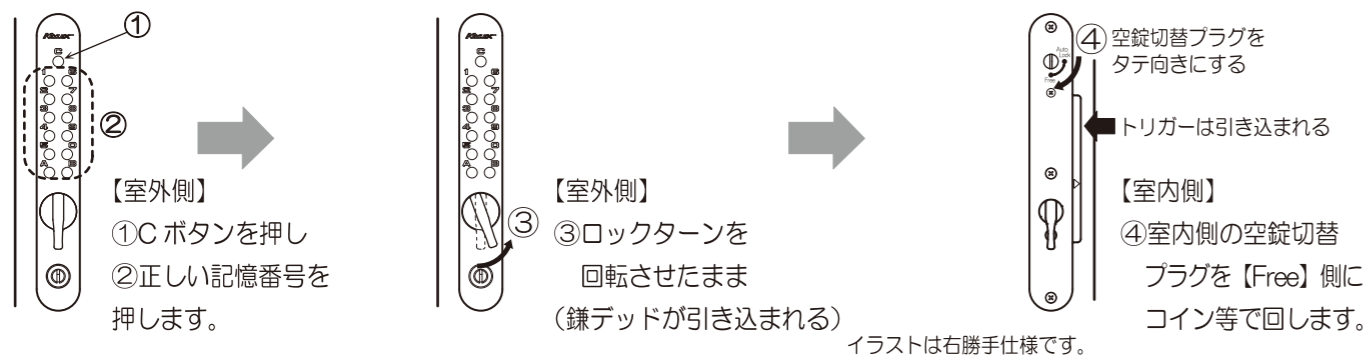 ①
②
【室外側】
①Cボタンを押し
②正しい記憶番号を
押します。
③
【室外側】
③ロックターンを
回転させたまま
(鎌デッドが引き込まれる)
④空錠切替プラグを
タテ向きにする
Auto
Lock
Free
トリガーは引き込まれる
【室内側】
④室内側の空錠切替
プラグを【Free】側に
コイン等で回します。
イラストは右勝手仕様です。